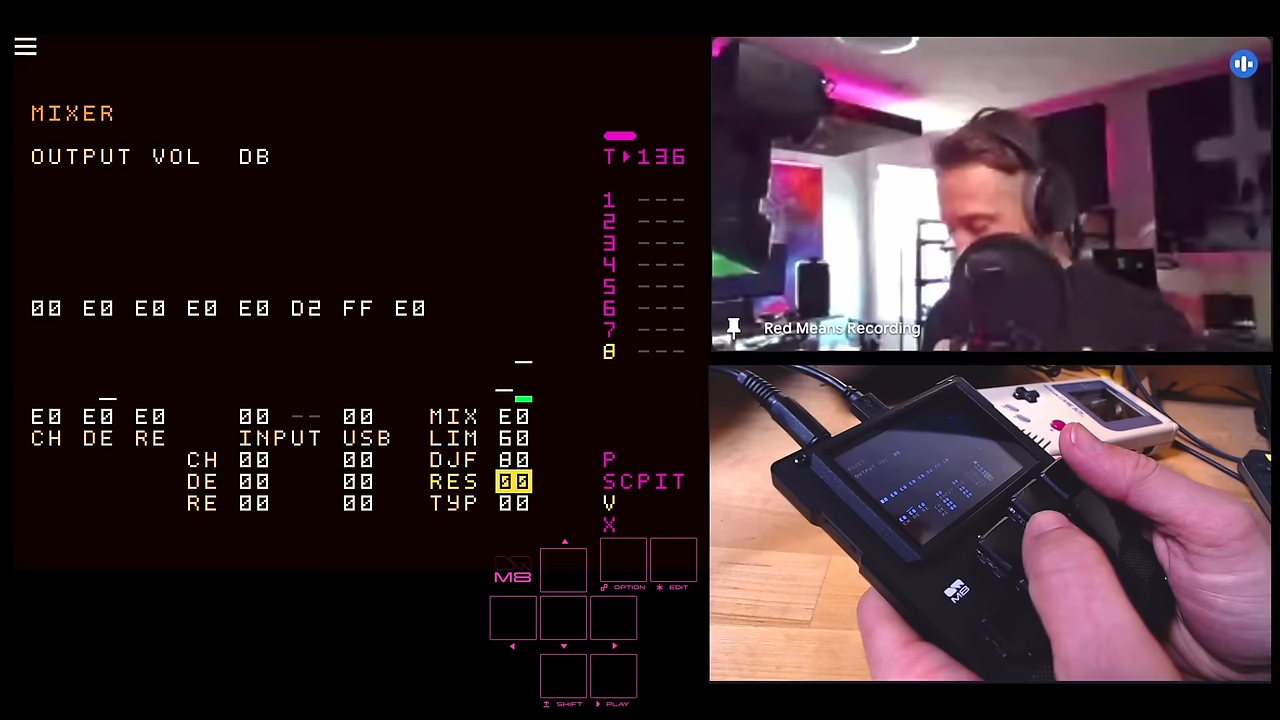 MIXER
OUTPUT VOL DB
T 136
1 ---
2 ---
3 ---
4 ---
5 ---
6 ---
7 ---
8 ---
00 E0 E0 E0 E0 D2 FF E0
E0 E0 E0 00 -- 00 MIX E0
CH DE RE INPUT USB LIM 60
CH 00 00 DJF 80
DE 00 00 RES 00
RE 00 00 TYP 00
P
SCPIT
V
X
M8
OPTION
EDIT
SHIFT
PLAY
Red Means Recording
M8